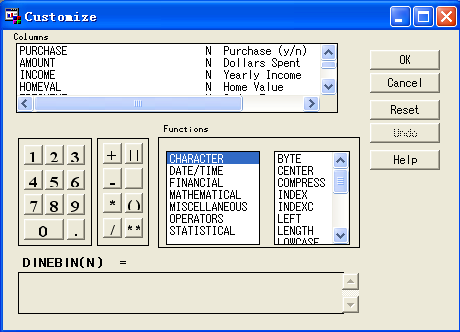 Customize
Columns
PURCHASE N Purchase (y/n)
AMOUNT N Dollars Spent
INCOME N Yearly Income
HOMEVAL N Home Value
OK
Cancel
Reset
Undo
Help
Functions
1 2 3
4 5 6
7 8 9
0 .
+ ||
-
* ()
/ **
CHARACTER
DATE/TIME
FINANCIAL
MATHEMATICAL
MISCELLANEOUS
OPERATORS
STATISTICAL
BYTE
CENTER
COMPRESS
INDEX
INDEXC
LEFT
LENGTH
LOWCASE
DINEBIN(N) =